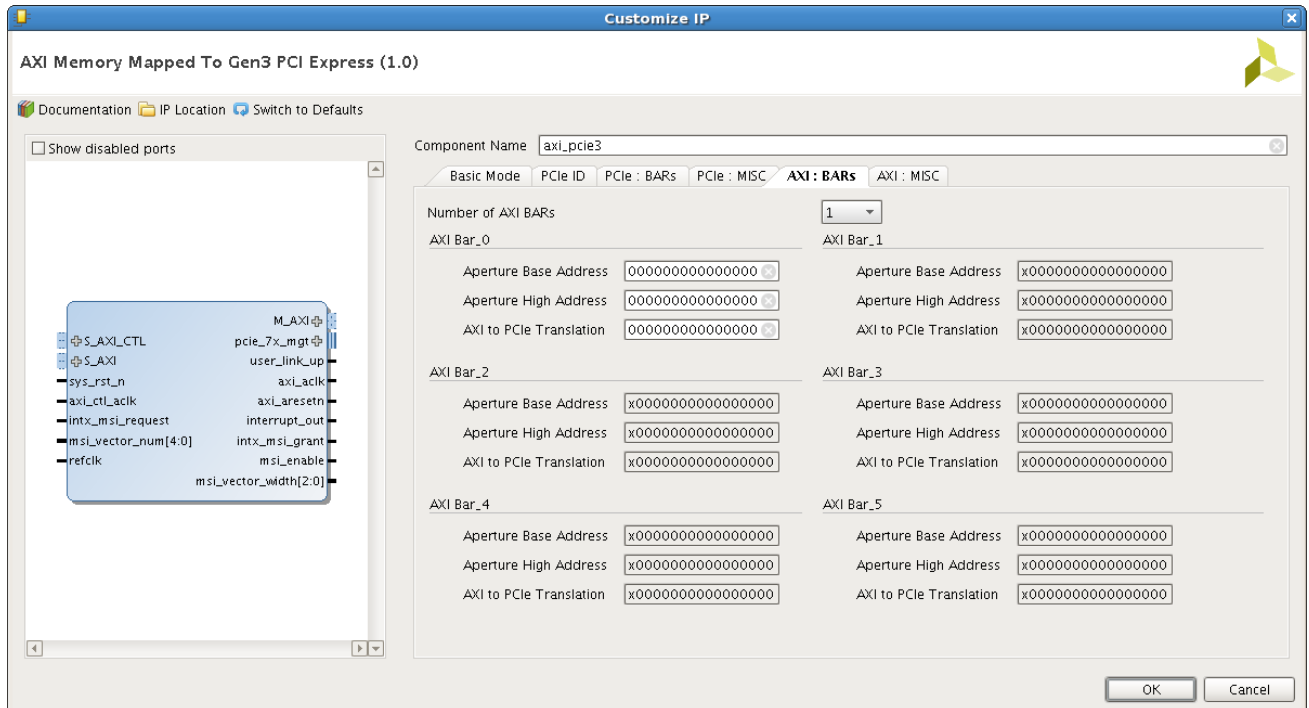 Customize IP
AXI Memory Mapped To Gen3 PCI Express (1.0)
Documentation IP Location Switch to Defaults
Show disabled ports
M_AXI
S_AXI_CTL pcie_7x_mgt
S_AXI user_link_up
sys_rst_n axi_aclk
axi_ctl_aclk axi_aresetn
intx_msi_request interrupt_out
msi_vector_num[4:0] intx_msi_grant
refclk msi_enable
msi_vector_width[2:0]
Component Name axi_pcie3
Basic Mode PCIe ID PCIe : BARs PCIe : MISC AXI : BARs AXI : MISC
Number of AXI BARs 1
AXI Bar_0 AXI Bar_1
Aperture Base Address 000000000000000 Aperture Base Address x0000000000000000
Aperture High Address 000000000000000 Aperture High Address x0000000000000000
AXI to PCIe Translation 000000000000000 AXI to PCIe Translation x0000000000000000
AXI Bar_2 AXI Bar_3
Aperture Base Address x0000000000000000 Aperture Base Address x0000000000000000
Aperture High Address x0000000000000000 Aperture High Address x0000000000000000
AXI to PCIe Translation x0000000000000000 AXI to PCIe Translation x0000000000000000
AXI Bar_4 AXI Bar_5
Aperture Base Address x0000000000000000 Aperture Base Address x0000000000000000
Aperture High Address x0000000000000000 Aperture High Address x0000000000000000
AXI to PCIe Translation x0000000000000000 AXI to PCIe Translation x0000000000000000
OK Cancel